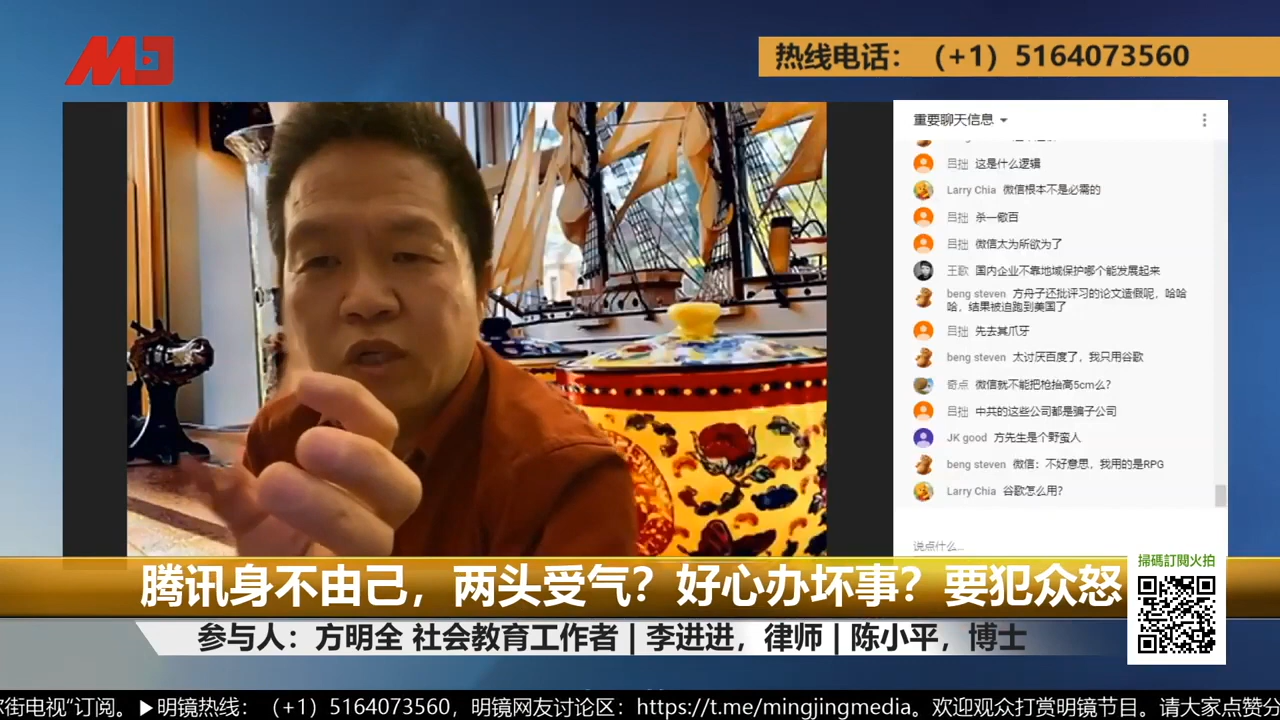 MJ
热线电话：（+1）5164073560
重要聊天信息
吕拙 这是什么逻辑
Larry Chia 微信根本不是必需的
吕拙 杀一儆百
吕拙 微信太为所欲为了
王歌 国内企业不靠地域保护哪个能发展起来
beng steven 方舟子还批评习的论文造假呢，哈哈
哈，结果被迫跑到美国了
吕拙 先去其爪牙
beng steven 太讨厌百度了，我只用谷歌
奇点 微信就不能把枪抬高5cm么?
吕拙 中共的这些公司都是骗子公司
JK good 方先生是个野蛮人
beng steven 微信：不好意思，我用的是RPG
Larry Chia 谷歌怎么用?
说点什么...
掃碼訂閱火拍
腾讯身不由己，两头受气？好心办坏事？要犯众怒
参与人：方明全 社会教育工作者 | 李进进，律师 | 陈小平，博士
尔街电视“订阅。▶明镜热线：（+1）5164073560，明镜网友讨论区：https://t.me/mingjingmedia。欢迎观众打赏明镜节目。请大家点赞分